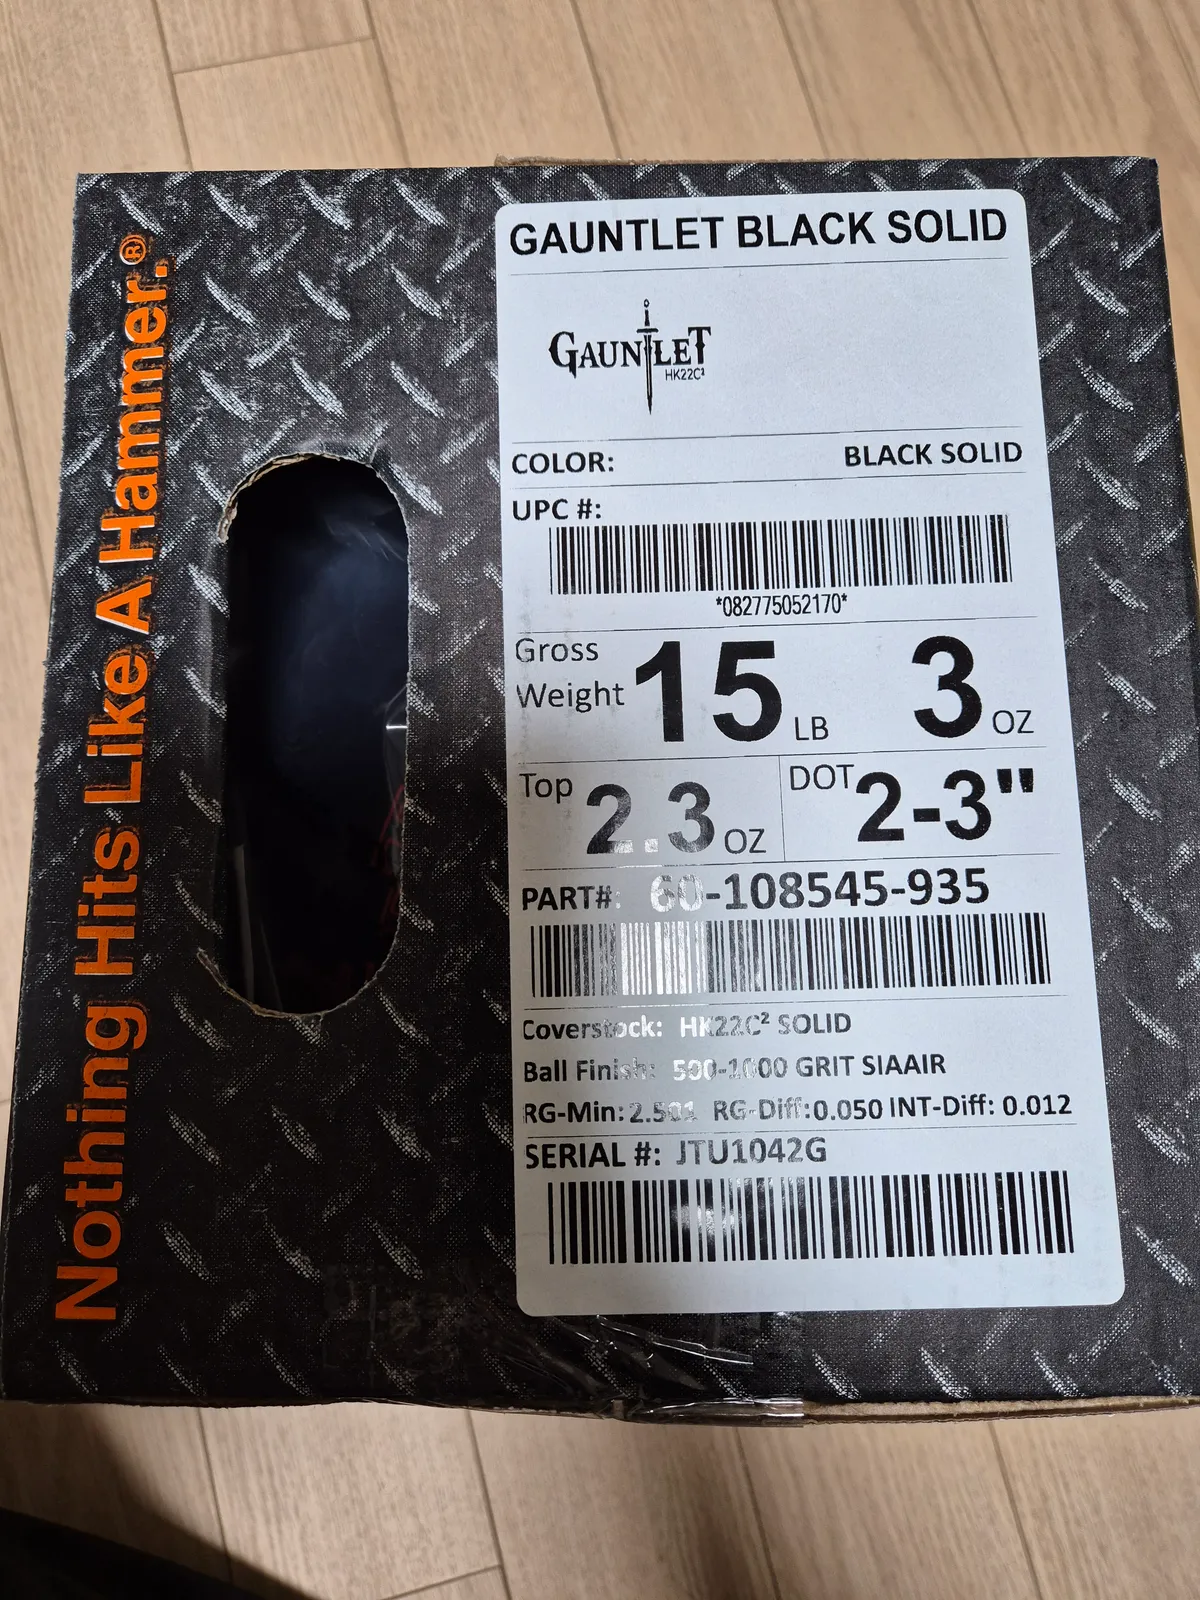 Nothing Hits Like A Hammer.®
GAUNTLET BLACK SOLID
GAUNTLET
HK22C²
COLOR: BLACK SOLID
UPC #:
*082775052170*
Gross Weight 15 LB 3 OZ
Top 2.3 OZ DOT 2-3"
PART#: 60-108545-935
Coverstock: HK22C² SOLID
Ball Finish: 500-1000 GRIT SIAAIR
RG-Min: 2.501 RG-Diff:0.050 INT-Diff: 0.012
SERIAL #: JTU1042G